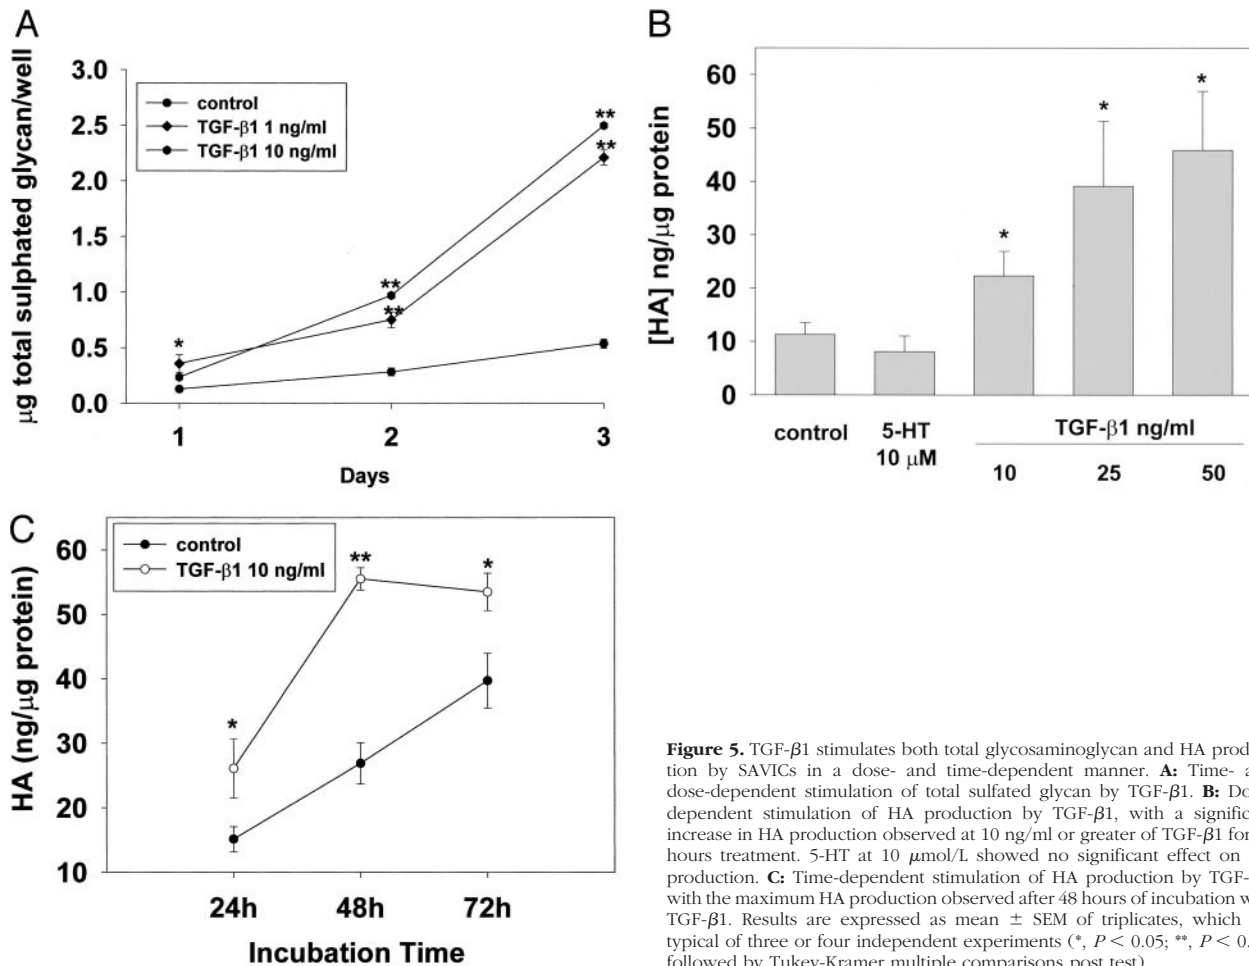 A
μg total sulphated glycan/well
3.0
2.5
2.0
1.5
1.0
0.5
0.0
control
TGF-β1 1 ng/ml
TGF-β1 10 ng/ml
*
**
**
**
**
1 2 3
Days
B
[HA] ng/μg protein
60
50
40
30
20
10
0
*
*
*
control
5-HT
10 μM
TGF-β1 ng/ml
10 25 50
C
HA (ng/μg protein)
60
50
40
30
20
10
control
TGF-β1 10 ng/ml
*
**
*
24h 48h 72h
Incubation Time
Figure 5. TGF-β1 stimulates both total glycosaminoglycan and HA produc-
tion by SAVICs in a dose- and time-dependent manner. A: Time- a
dose-dependent stimulation of total sulfated glycan by TGF-β1. B: Do
dependent stimulation of HA production by TGF-β1, with a signific
increase in HA production observed at 10 ng/ml or greater of TGF-β1 for
hours treatment. 5-HT at 10 μmol/L showed no significant effect on
production. C: Time-dependent stimulation of HA production by TGF-
with the maximum HA production observed after 48 hours of incubation w
TGF-β1. Results are expressed as mean ± SEM of triplicates, which
typical of three or four independent experiments (*, P < 0.05; **, P < 0.
followed by Tukey-Kramer multiple comparisons post test).